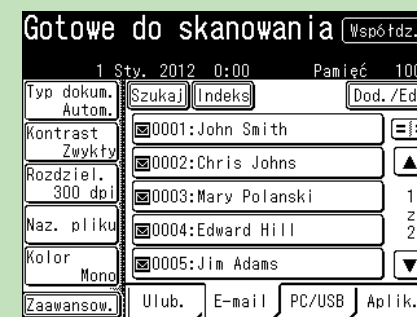 Gotowe do skanowania Współdz.
1 Sty. 2012 0:00 Pamięć 100
Typ dokum.
Autom.
Szukaj Indeks Dod./Ed
Kontrast
Zwykły
0001:John Smith
0002:Chris Johns
Rozdziel.
300 dpi
0003:Mary Polanski
1
z
2
Naz. pliku
0004:Edward Hill
Kolor
Mono
0005:Jim Adams
Zaawansow.
Ulub. E-mail PC/USB Aplik.